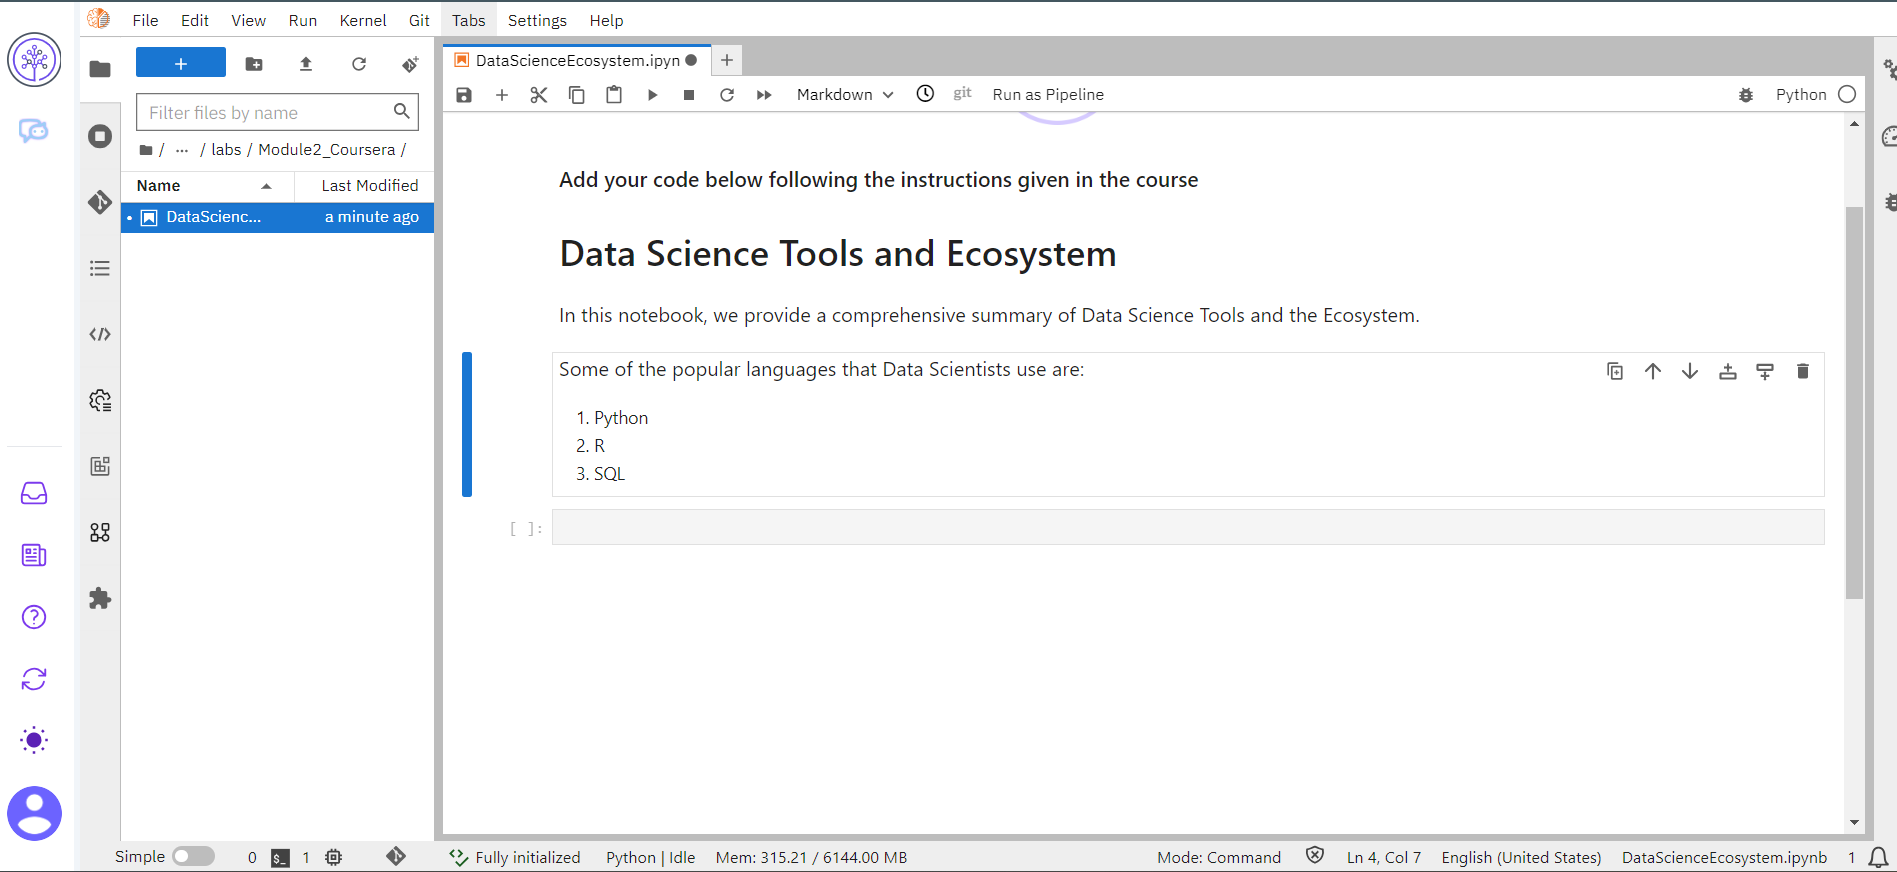 File Edit View Run Kernel Git Tabs Settings Help
+
Filter files by name
/ ... / labs / Module2_Coursera /
Name Last Modified
DataScienc... a minute ago
DataScienceEcosystem.ipyn
Markdown git Run as Pipeline Python
Add your code below following the instructions given in the course
Data Science Tools and Ecosystem
In this notebook, we provide a comprehensive summary of Data Science Tools and the Ecosystem.
Some of the popular languages that Data Scientists use are:
1. Python
2. R
3. SQL
[ ]:
Simple 0 $_ 1 Fully initialized Python | Idle Mem: 315.21 / 6144.00 MB Mode: Command Ln 4, Col 7 English (United States) DataScienceEcosystem.ipynb 1